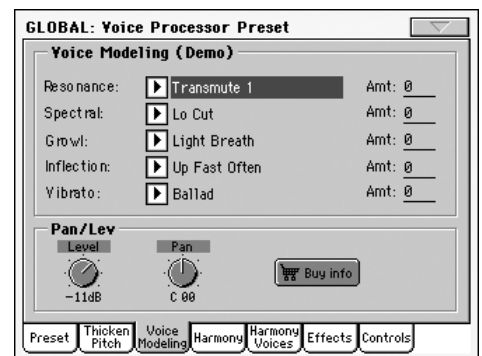 GLOBAL: Voice Processor Preset
Voice Modeling (Demo)
Resonance: Transmute 1 Amt: 0
Spectral: Lo Cut Amt: 0
Growl: Light Breath Amt: 0
Inflection: Up Fast Often Amt: 0
Vibrato: Ballad Amt: 0
Pan/Lev
Level Pan
Buy info
-11dB C 00
Preset Thicken Pitch Voice Modeling Harmony Harmony Voices Effects Controls